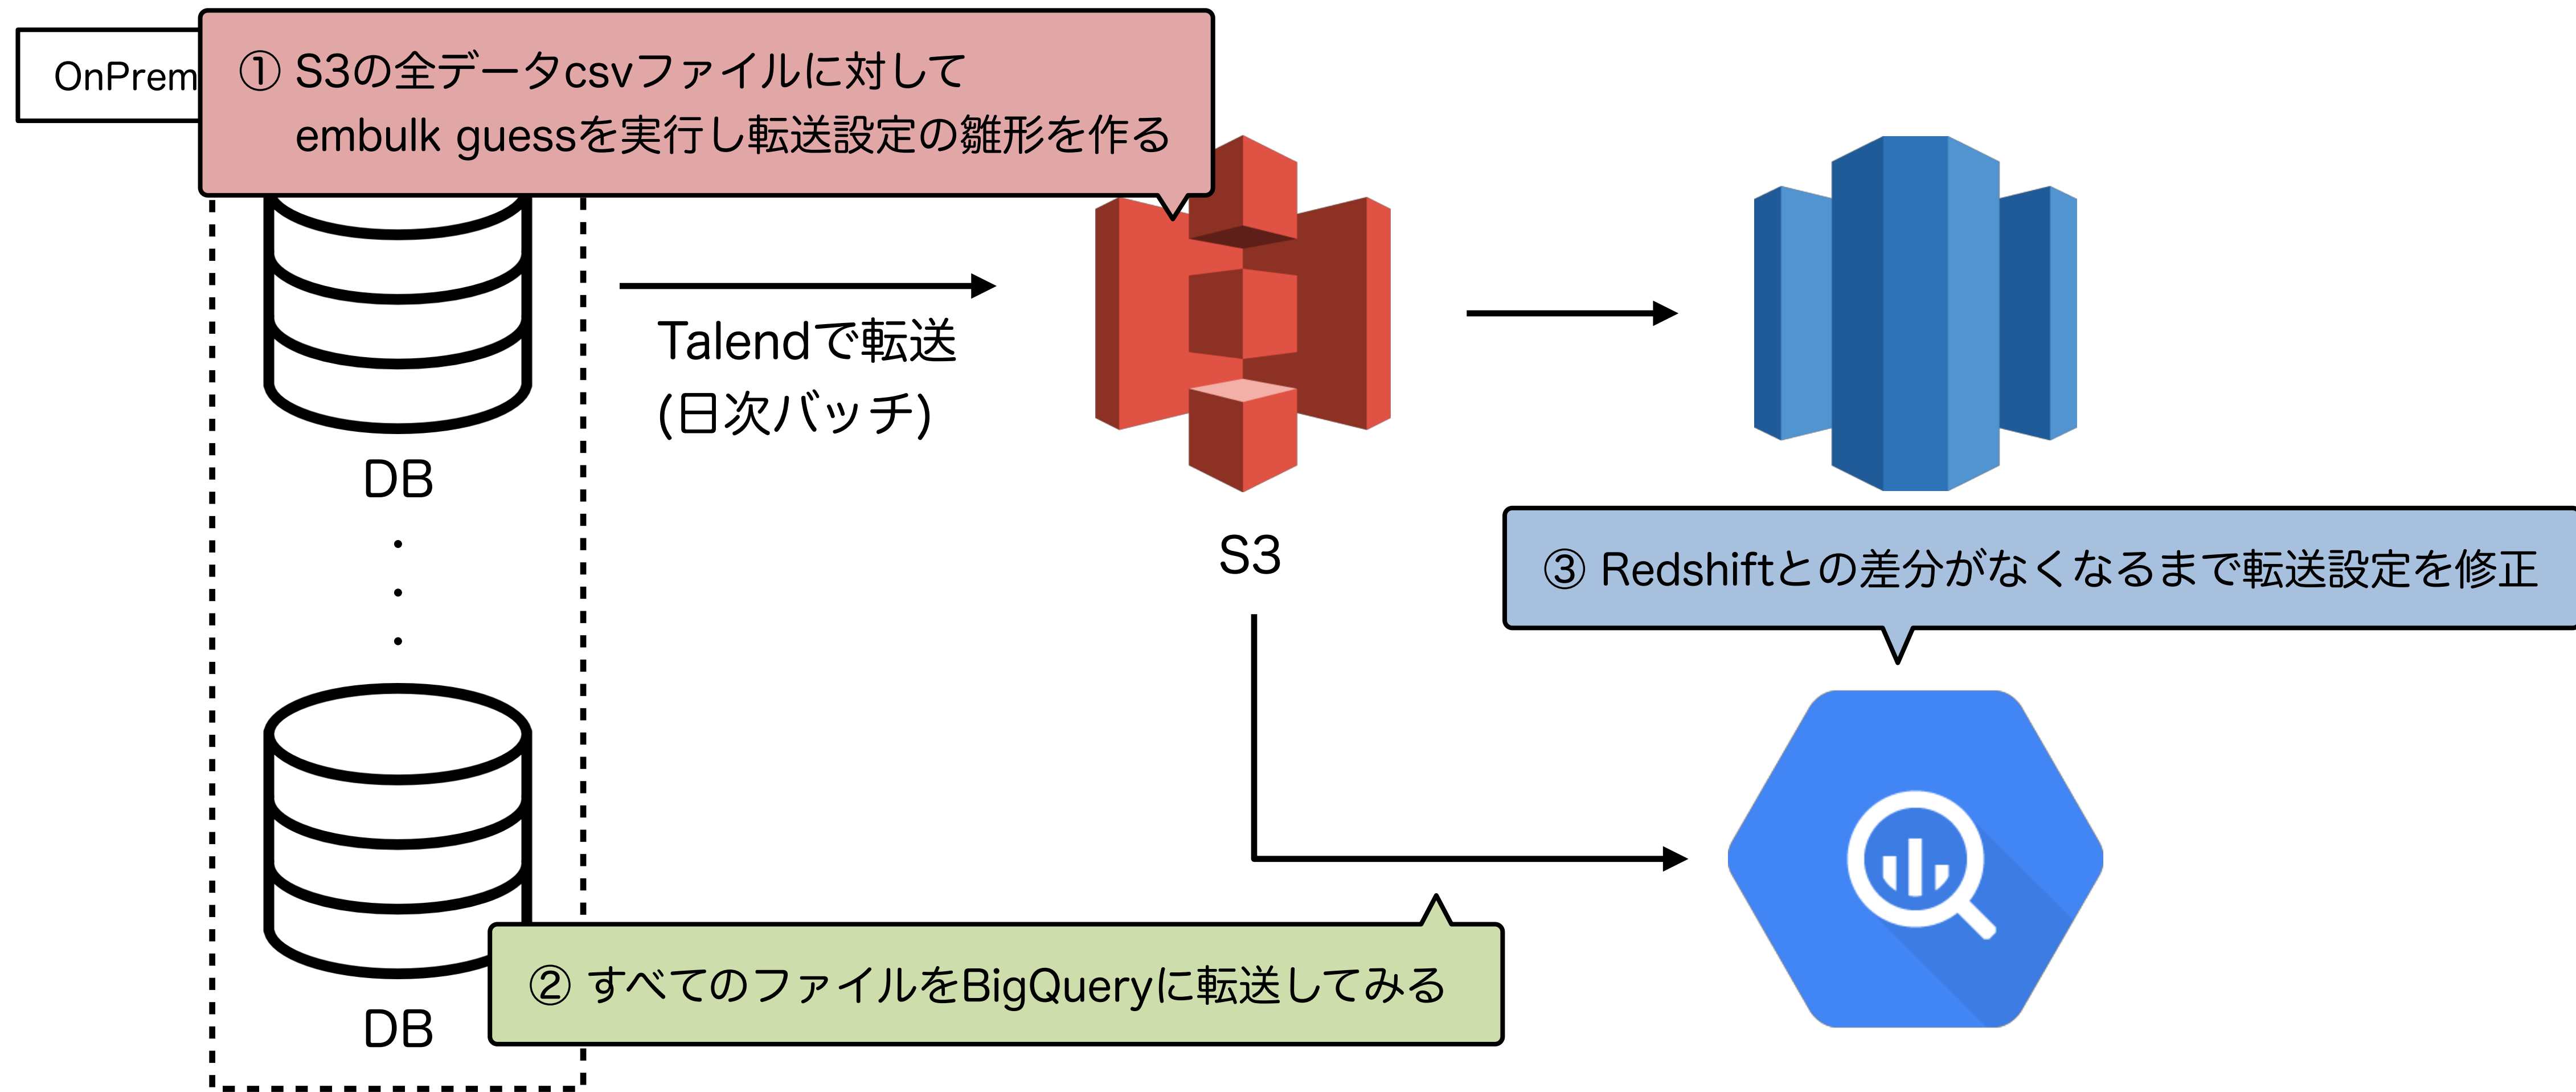 OnPrem
① S3の全データcsvファイルに対して
embulk guessを実行し転送設定の雛形を作る
Talendで転送
(日次バッチ)
DB
S3
③ Redshiftとの差分がなくなるまで転送設定を修正
② すべてのファイルをBigQueryに転送してみる
DB